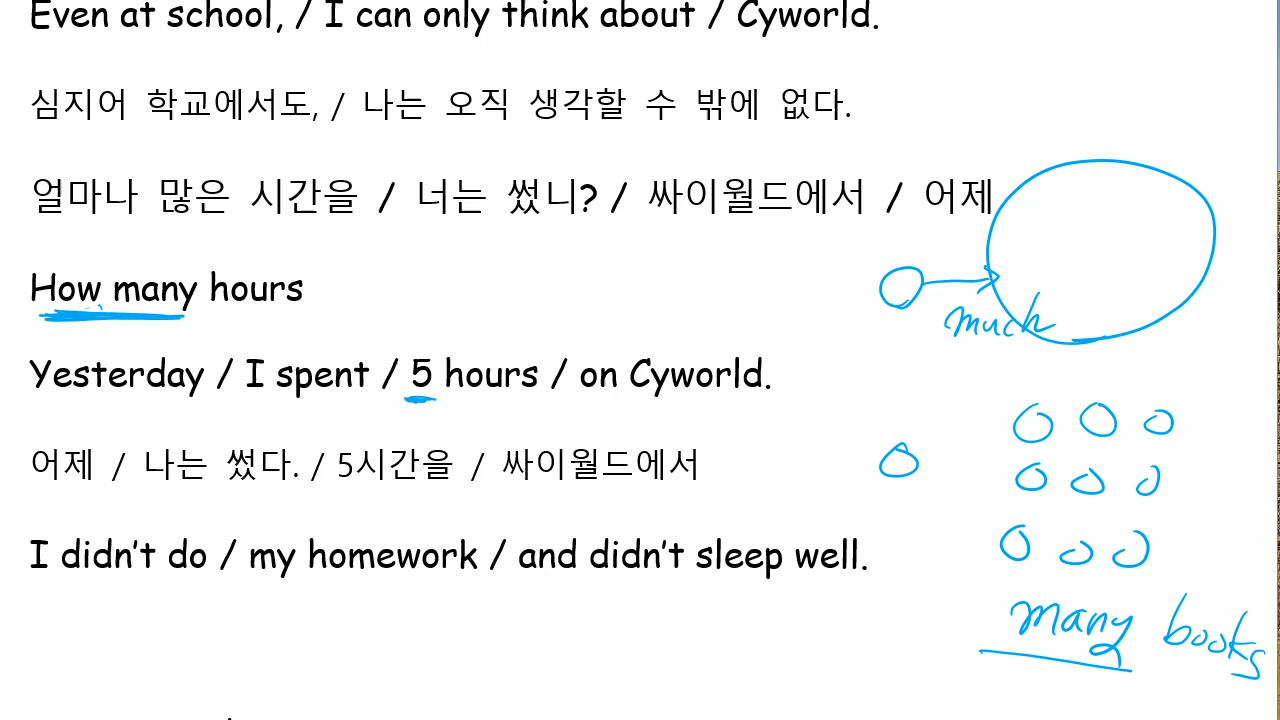 Even at school, / I can only think about / Cyworld.
심지어 학교에서도, / 나는 오직 생각할 수 밖에 없다.
얼마나 많은 시간을 / 너는 썼니? / 싸이월드에서 / 어제
How many hours
much
Yesterday / I spent / 5 hours / on Cyworld.
어제 / 나는 썼다. / 5시간을 / 싸이월드에서
I didn't do / my homework / and didn't sleep well.
many books